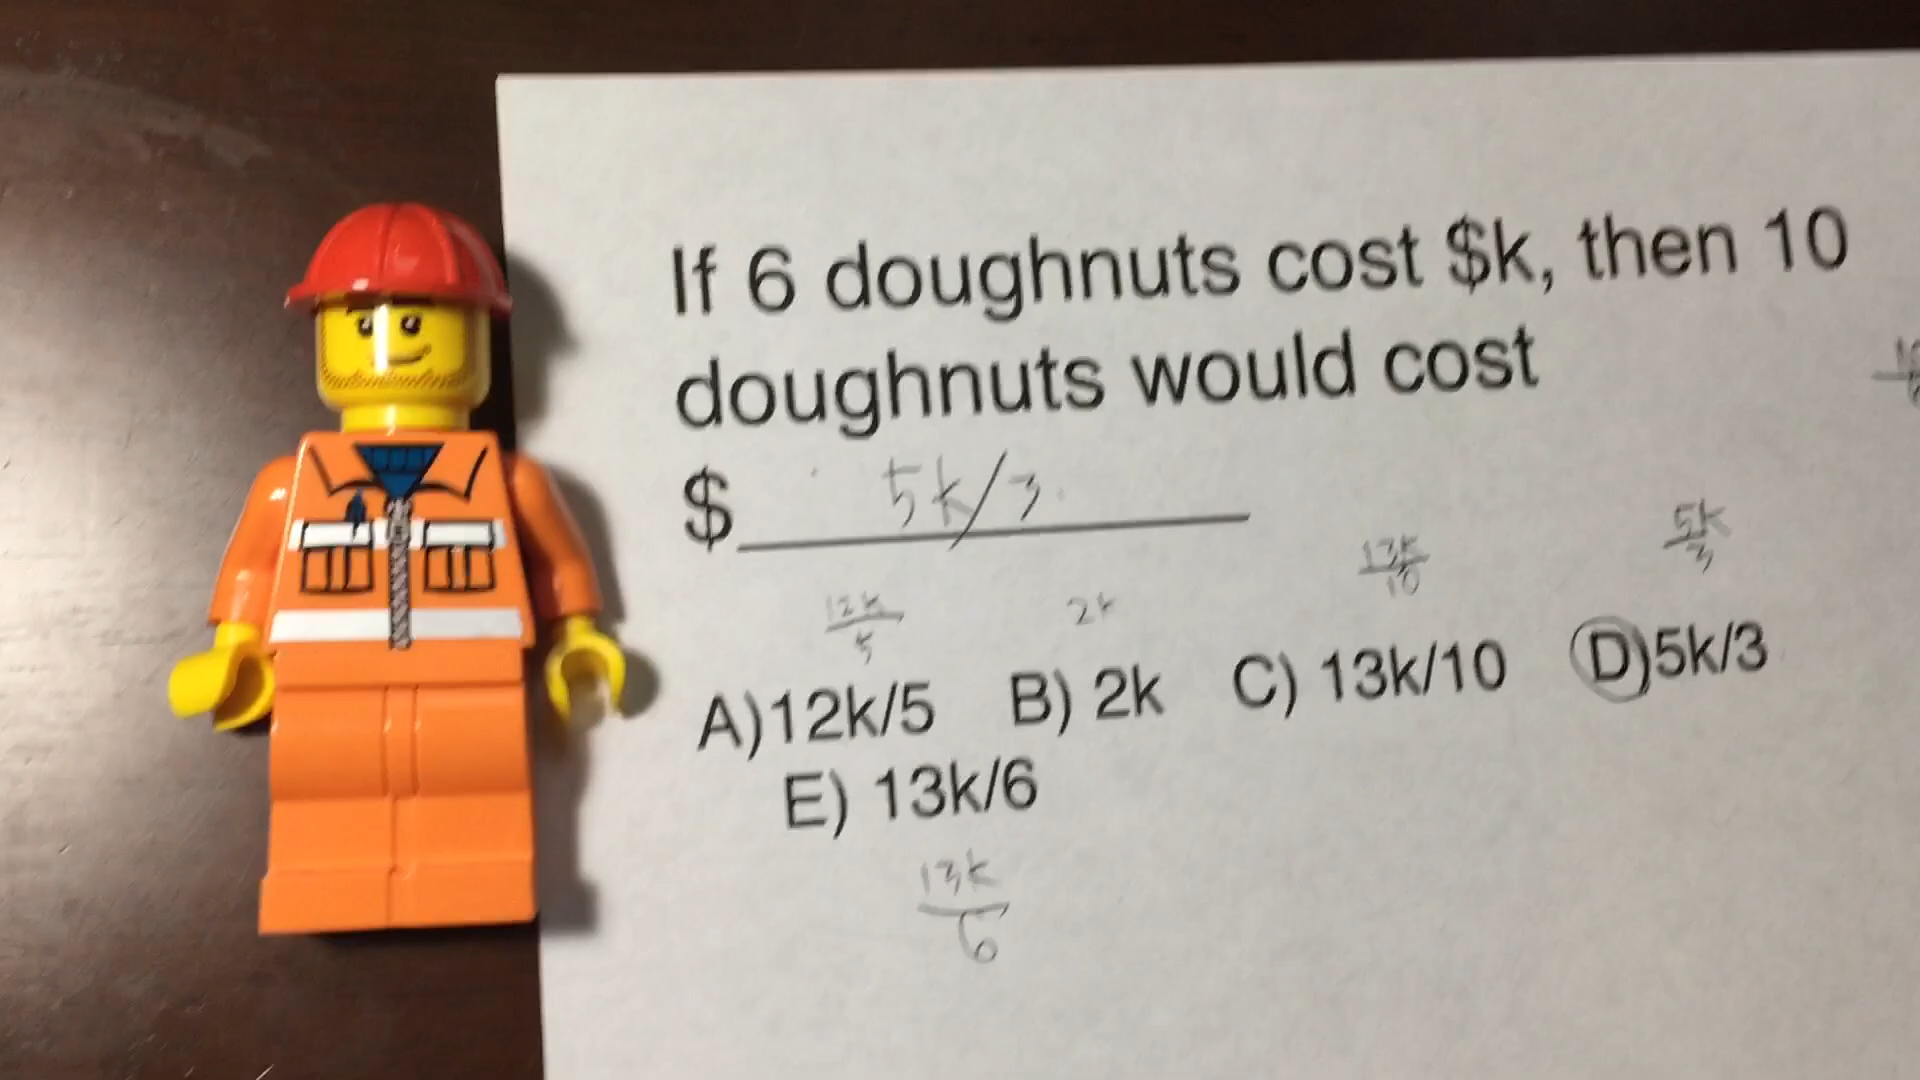 If 6 doughnuts cost $k, then 10
doughnuts would cost
$ 5k/3
12k/5 2k 13k/10 5k/3
A)12k/5 B) 2k C) 13k/10 D)5k/3
E) 13k/6
13k/6